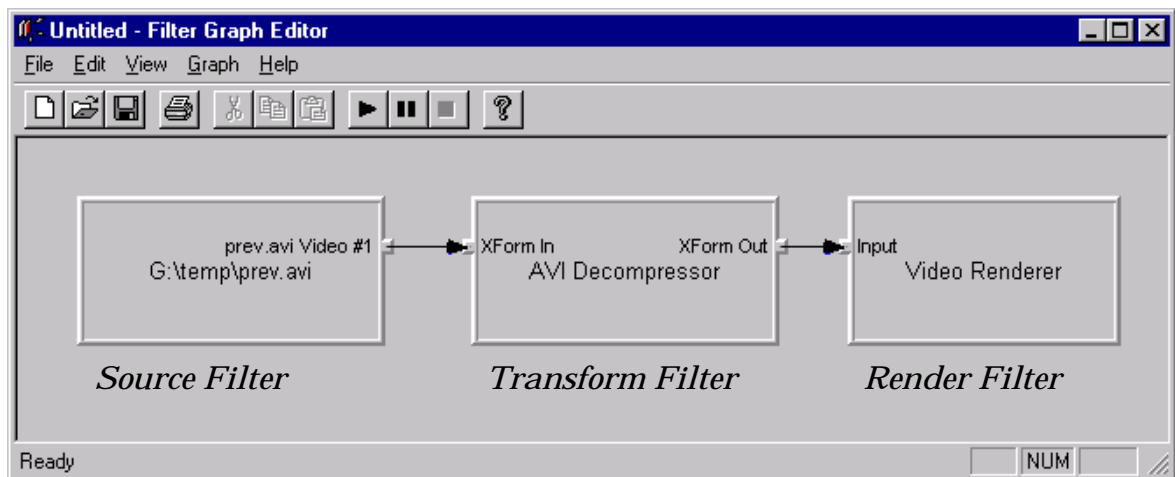 Untitled - Filter Graph Editor
File Edit View Graph Help
prev.avi Video #1
G:\temp\prev.avi
XForm In XForm Out
AVI Decompressor
Input
Video Renderer
Source Filter
Transform Filter
Render Filter
Ready
NUM